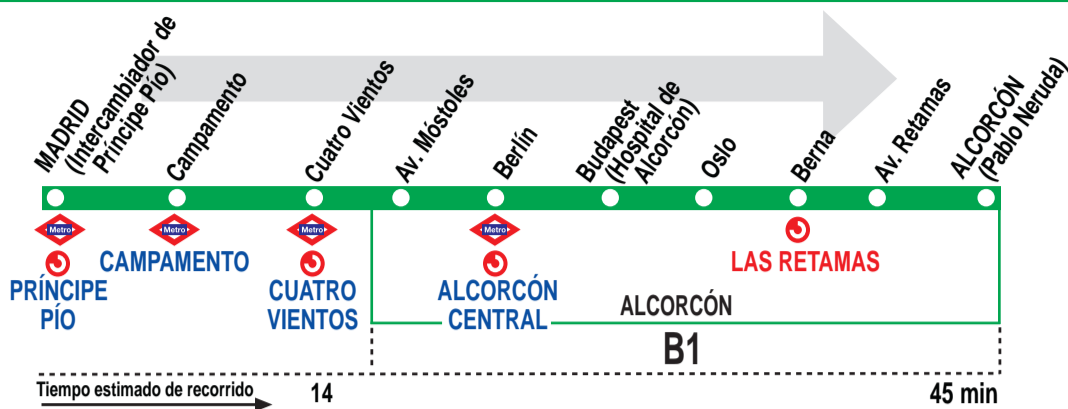 MADRID
(Intercambiador de
Príncipe Pío)
Campamento
Cuatro Vientos
Av. Móstoles
Berlín
Budapest
(Hospital de
Alcorcón)
Oslo
Berna
Av. Retamas
ALCORCÓN
(Pablo Neruda)
Metro
Metro
Metro
Metro
PRÍNCIPE
PÍO
CAMPAMENTO
CUATRO
VIENTOS
ALCORCÓN
CENTRAL
LAS RETAMAS
ALCORCÓN
B1
Tiempo estimado de recorrido
14
45 min